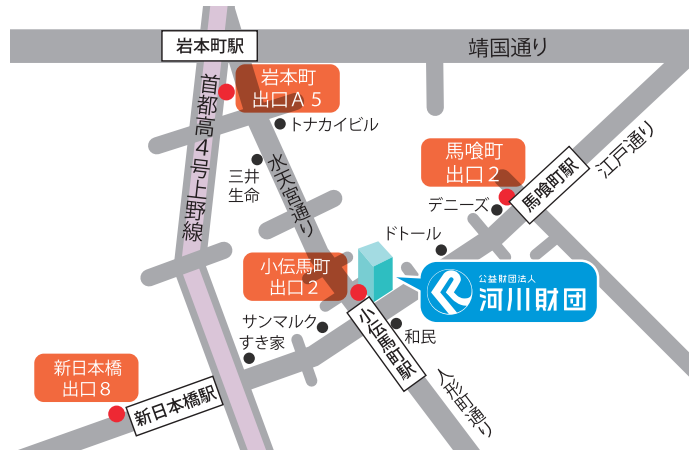 岩本町駅
靖国通り
岩本町
出口A5
首都高4号上野線
トナカイビル
水天宮通り
三井
生命
馬喰町
出口2
馬喰町駅
江戸通り
デニーズ
ドトール
小伝馬町
出口2
公益財団法人
河川財団
サンマルク
すき家
小伝馬町駅
和民
新日本橋
出口8
新日本橋駅
人形町通り